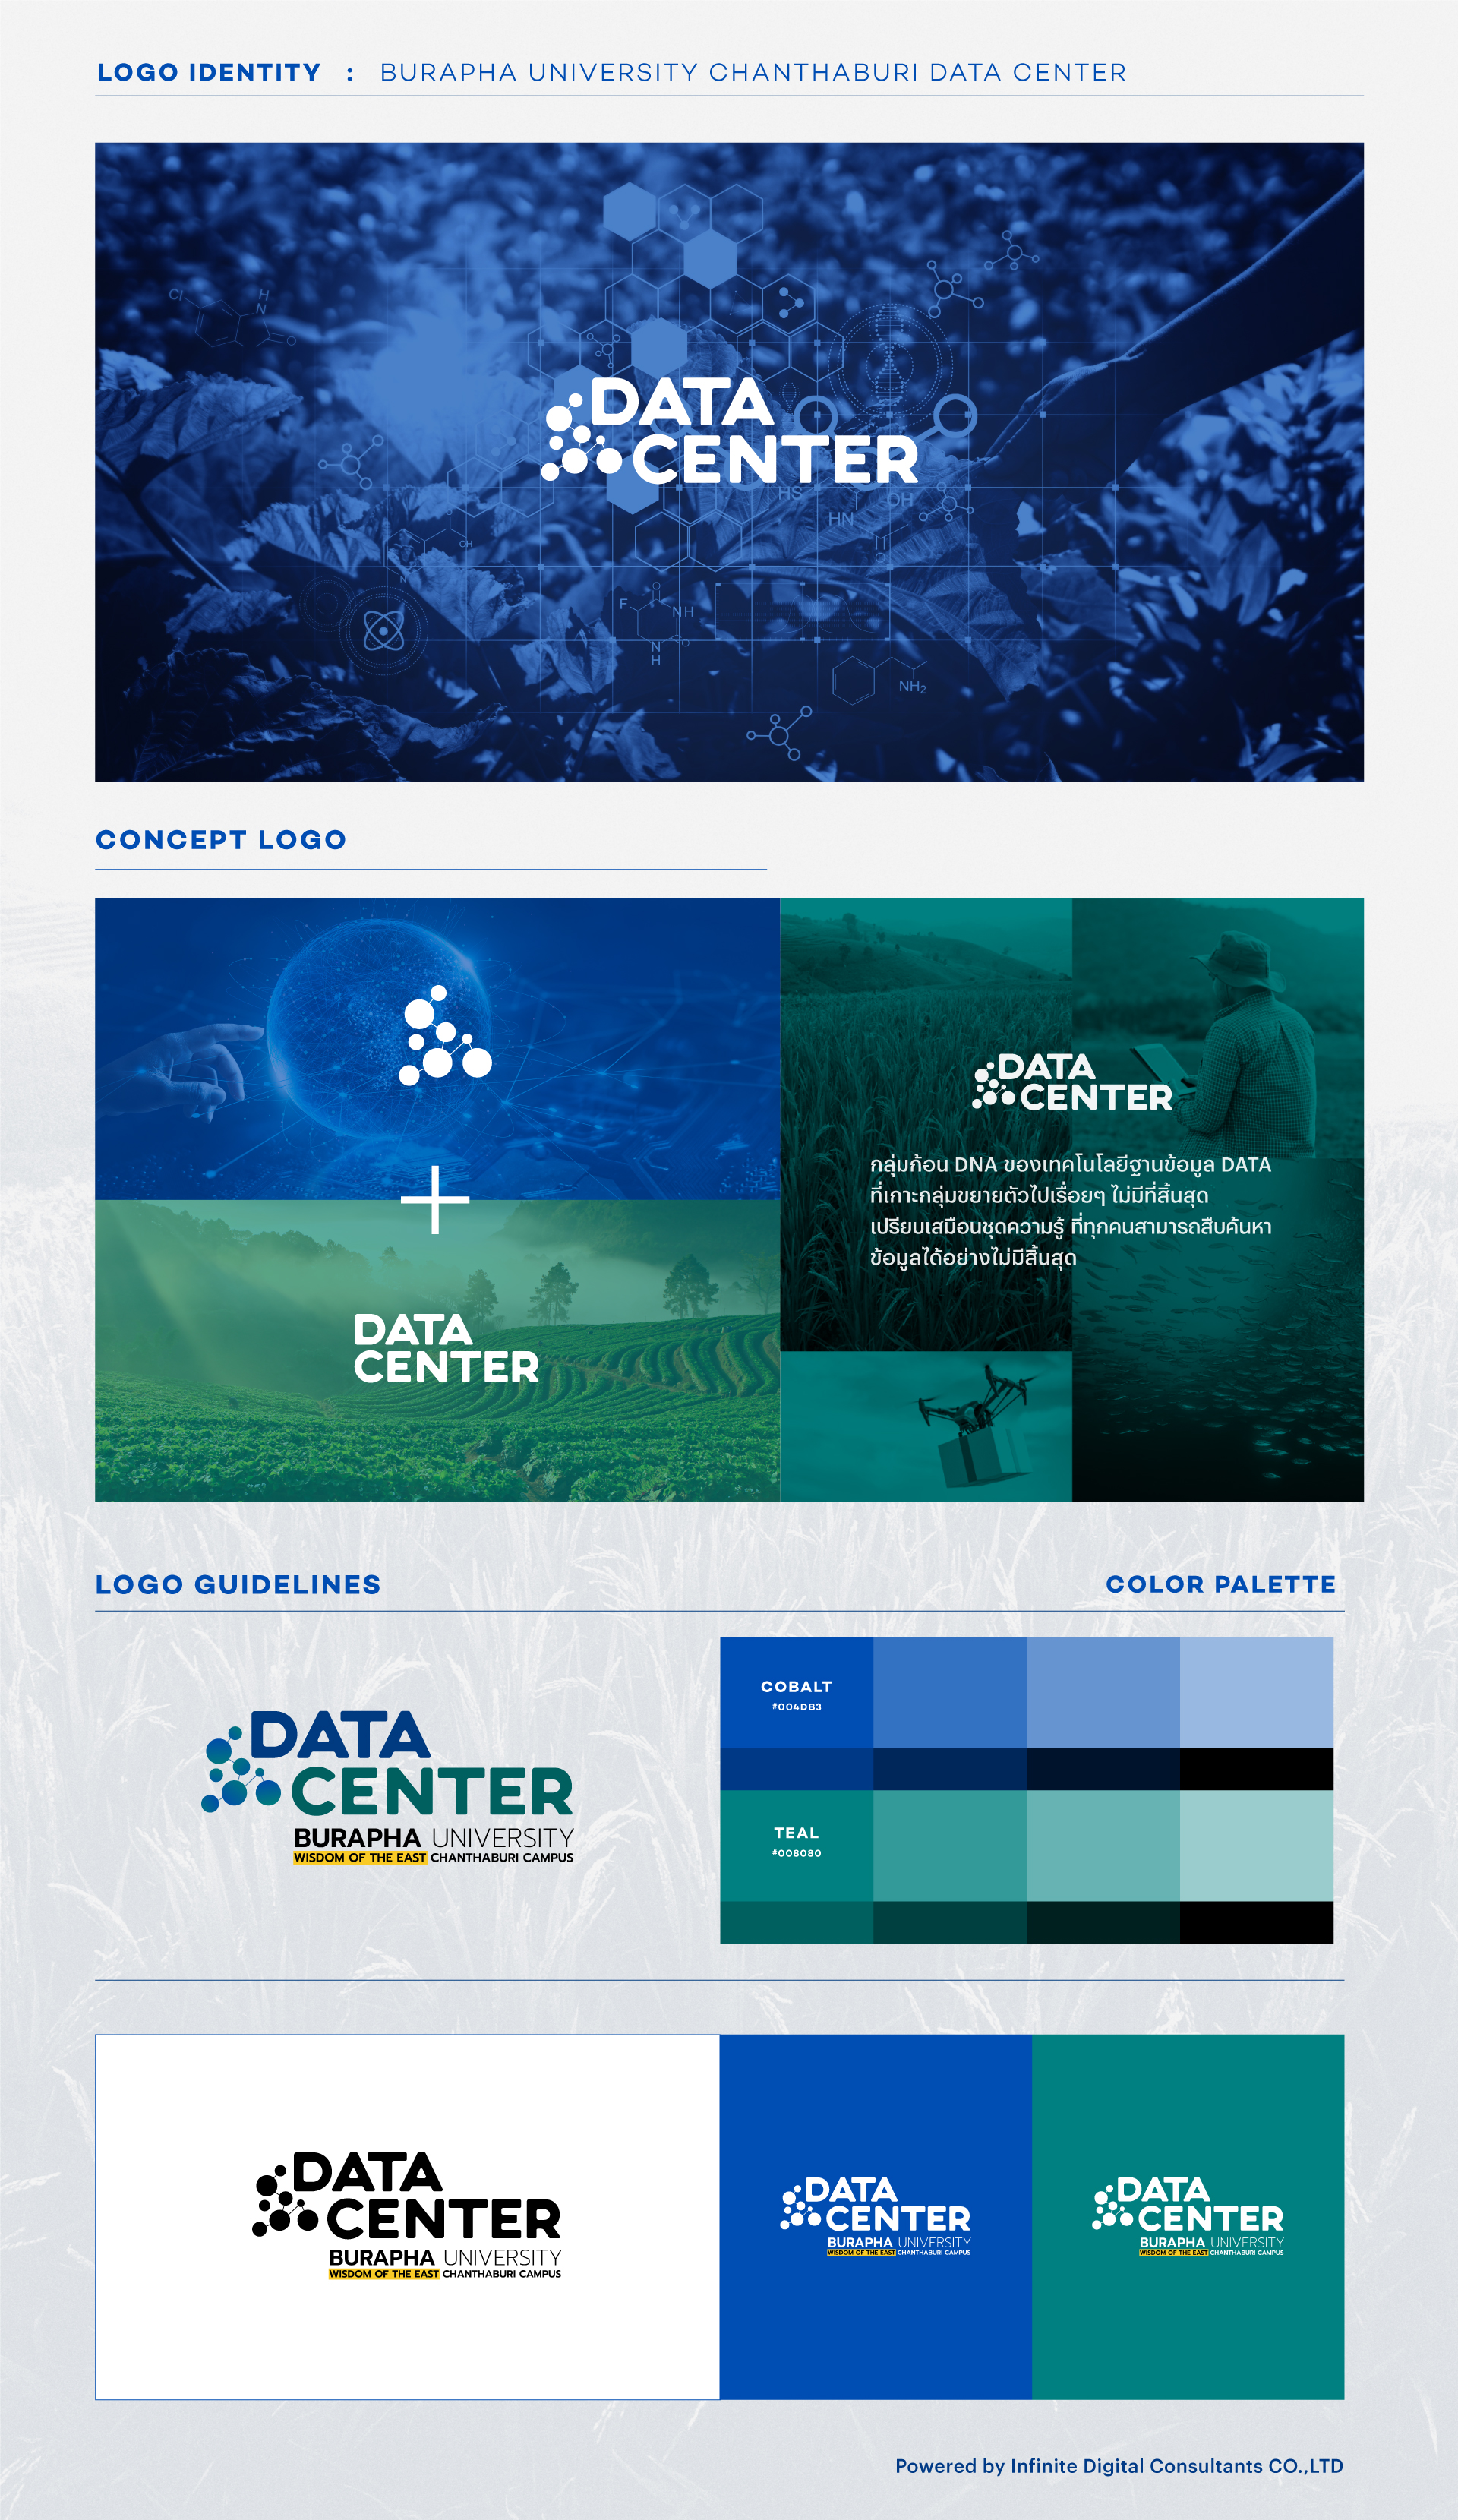 LOGO IDENTITY : BURAPHA UNIVERSITY CHANTHABURI DATA CENTER
Cl
H
N
O
DATA
CENTER
HS
OH
HN
O
O
OH
N
F
O
NH
O
N
H
NH₂
CONCEPT LOGO
DATA
CENTER
DATA
CENTER
กลุ่มก้อน DNA ของเทคโนโลยีฐานข้อมูล DATA
ที่เกาะกลุ่มขยายตัวไปเรื่อยๆ ไม่มีที่สิ้นสุด
เปรียบเสมือนชุดความรู้ ที่ทุกคนสามารถสืบค้นหา
ข้อมูลได้อย่างไม่มีสิ้นสุด
LOGO GUIDELINES
COLOR PALETTE
DATA
CENTER
BURAPHA UNIVERSITY
WISDOM OF THE EAST CHANTHABURI CAMPUS
COBALT
#004DB3
TEAL
#008080
DATA
CENTER
BURAPHA UNIVERSITY
WISDOM OF THE EAST CHANTHABURI CAMPUS
DATA
CENTER
BURAPHA UNIVERSITY
WISDOM OF THE EAST CHANTHABURI CAMPUS
DATA
CENTER
BURAPHA UNIVERSITY
WISDOM OF THE EAST CHANTHABURI CAMPUS
Powered by Infinite Digital Consultants CO.,LTD